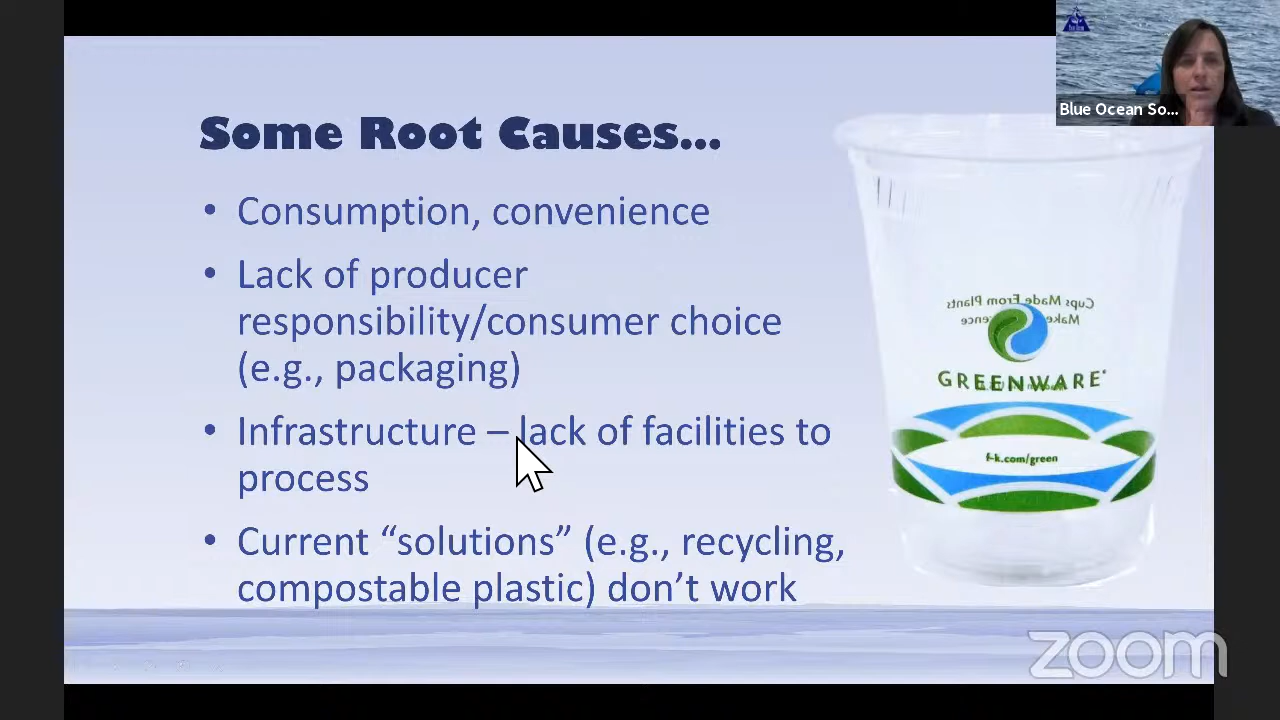 Blue Ocean So...
Some Root Causes...
• Consumption, convenience
• Lack of producer
responsibility/consumer choice
(e.g., packaging)
• Infrastructure – lack of facilities to
process
• Current “solutions” (e.g., recycling,
compostable plastic) don’t work
Cups Made From Plants
GREENWARE
f-k.com/green
zoom